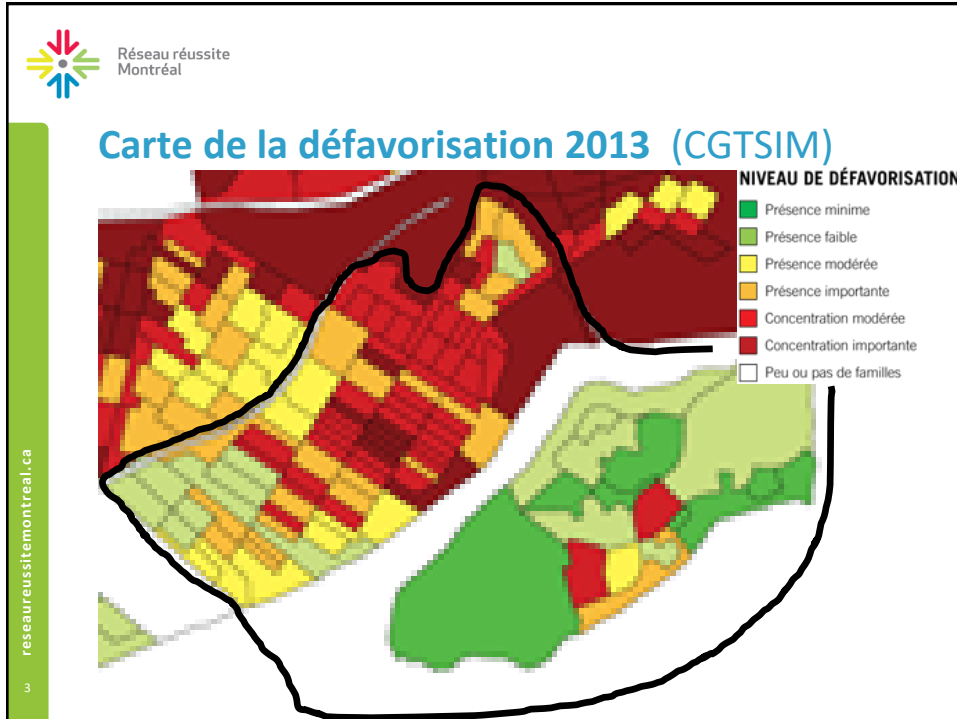 Réseau réussite
Montréal
Carte de la défavorisation 2013 (CGTSIM)
NIVEAU DE DÉFAVORISATION
Présence minime
Présence faible
Présence modérée
Présence importante
Concentration modérée
Concentration importante
Peu ou pas de familles
reseaureussitemontreal.ca
3